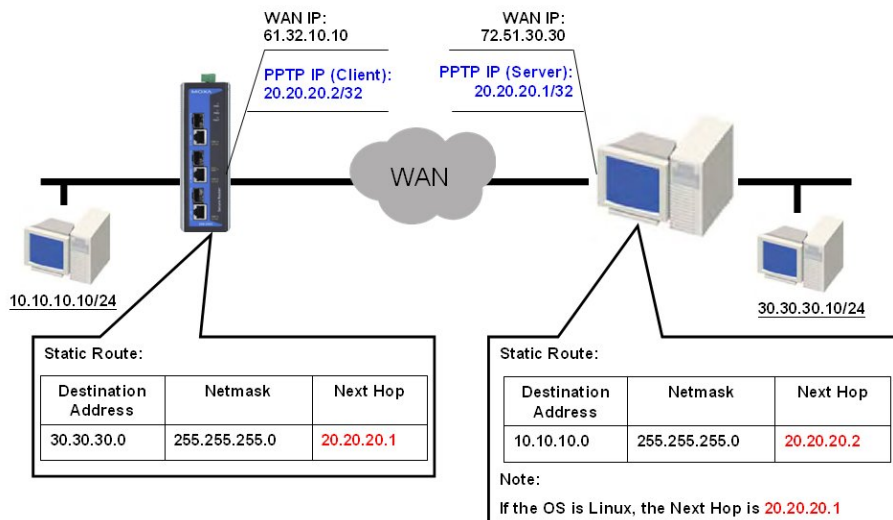 WAN IP:
61.32.10.10
WAN IP:
72.51.30.30
PPTP IP (Client):
20.20.20.2/32
PPTP IP (Server):
20.20.20.1/32
MOXA
WAN
10.10.10.10/24
30.30.30.10/24
Static Route:
Destination Address | Netmask | Next Hop
30.30.30.0 | 255.255.255.0 | 20.20.20.1
Static Route:
Destination Address | Netmask | Next Hop
10.10.10.0 | 255.255.255.0 | 20.20.20.2
Note:
If the OS is Linux, the Next Hop is 20.20.20.1